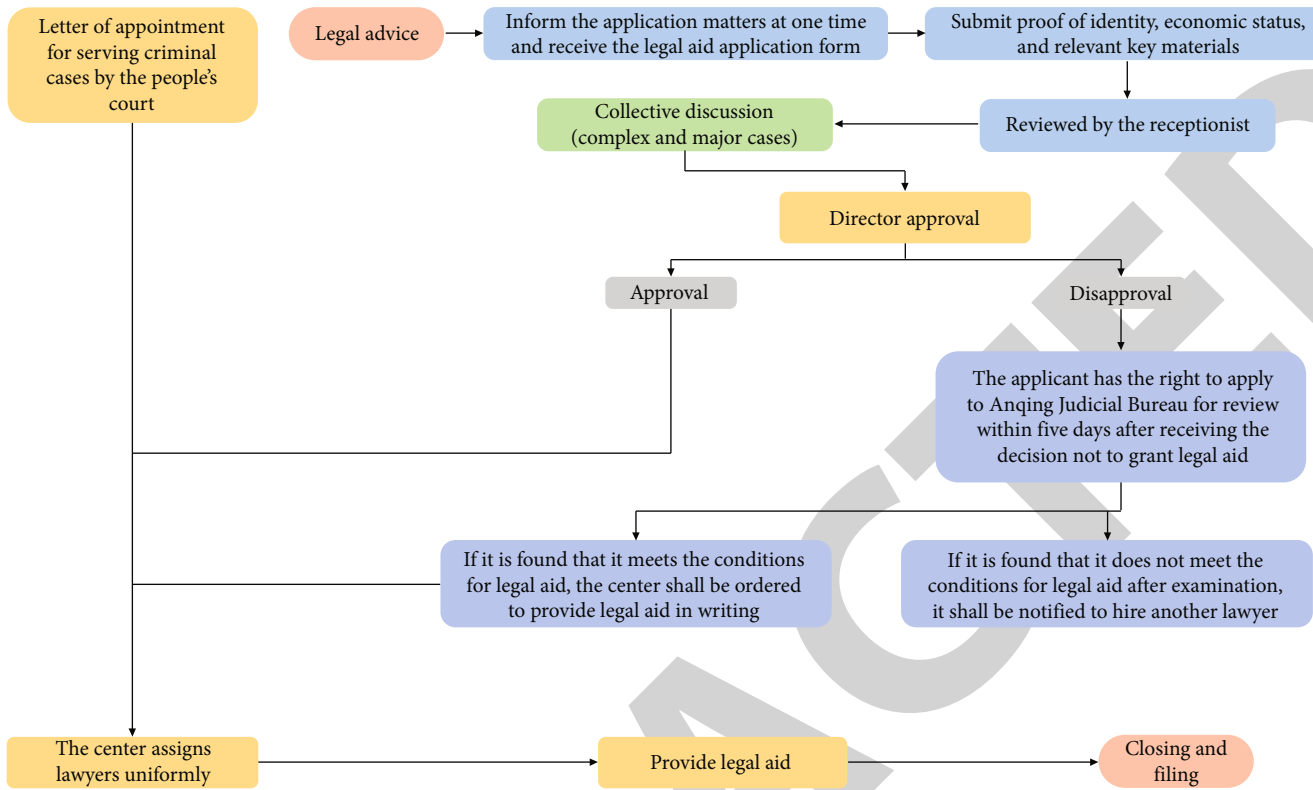 Letter of appointment
for serving criminal
cases by the people's
court
Legal advice
Inform the application matters at one time
and receive the legal aid application form
Submit proof of identity, economic status,
and relevant key materials
Collective discussion
(complex and major cases)
Reviewed by the receptionist
Director approval
Approval
Disapproval
The applicant has the right to apply
to Anqing Judicial Bureau for review
within five days after receiving the
decision not to grant legal aid
If it is found that it meets the conditions
for legal aid, the center shall be ordered
to provide legal aid in writing
If it is found that it does not meet the
conditions for legal aid after examination,
it shall be notified to hire another lawyer
The center assigns
lawyers uniformly
Provide legal aid
Closing and
filing